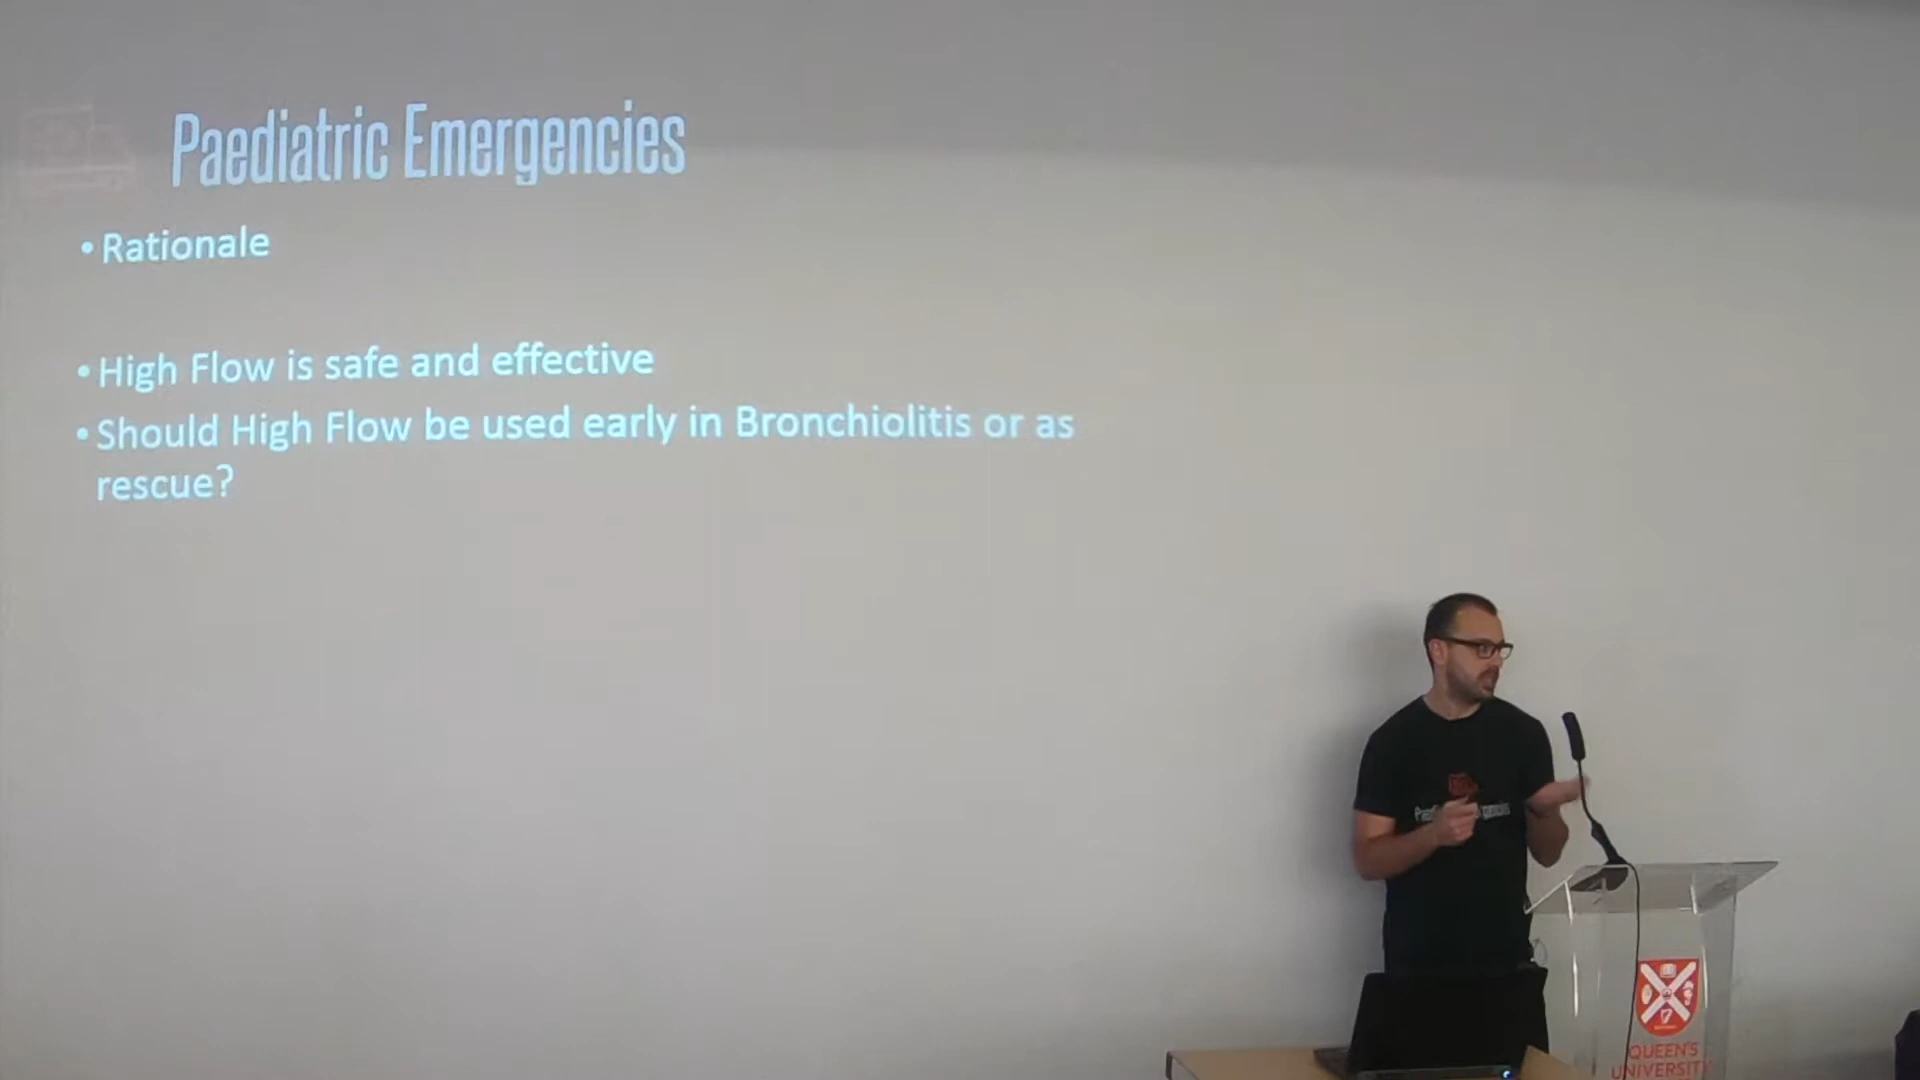 Paediatric Emergencies
• Rationale
• High Flow is safe and effective
• Should High Flow be used early in Bronchiolitis or as
rescue?
QUEEN'S
UNIVERSITY